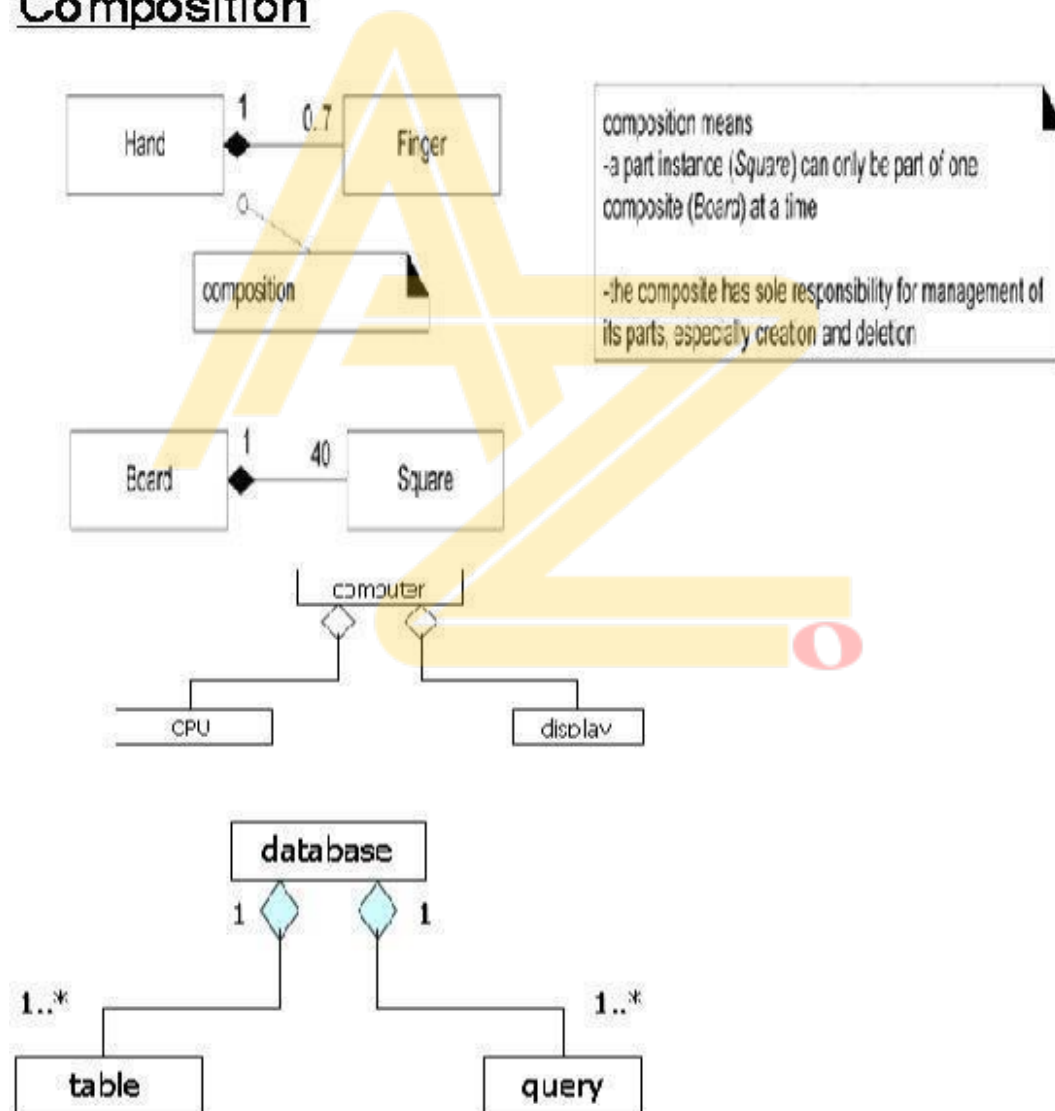 Composition
1 0..7
Hand Finger
composition
composition means
-a part instance (Square) can only be part of one
composite (Board) at a time
-the composite has sole responsibility for management of
its parts, especially creation and deletion
1 40
Board Square
computer
CPU display
database
1 1
1..* 1..*
table query
AZ.